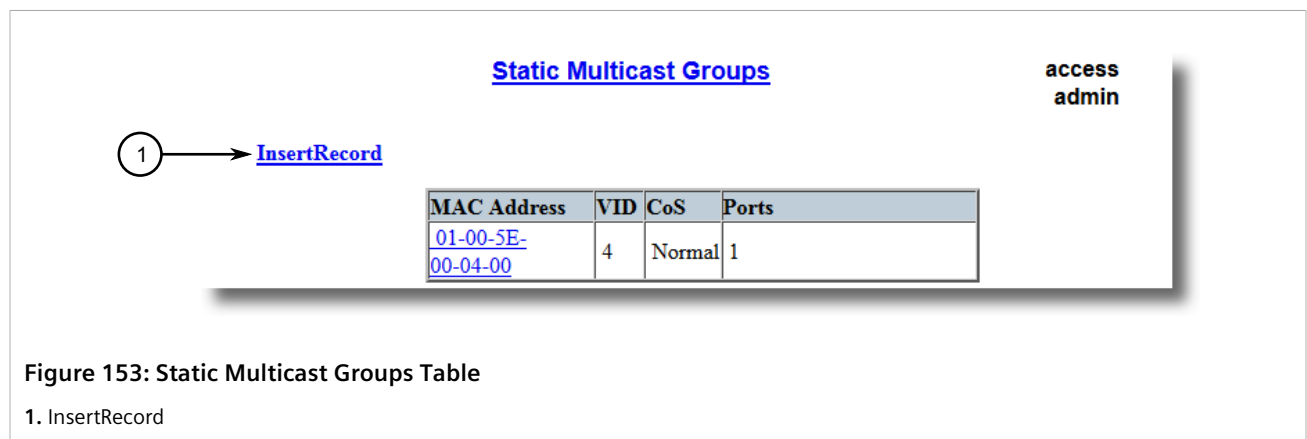 Static Multicast Groups
access
admin
1
InsertRecord
MAC Address VID CoS Ports
01-00-5E-
00-04-00 4 Normal 1
Figure 153: Static Multicast Groups Table
1. InsertRecord